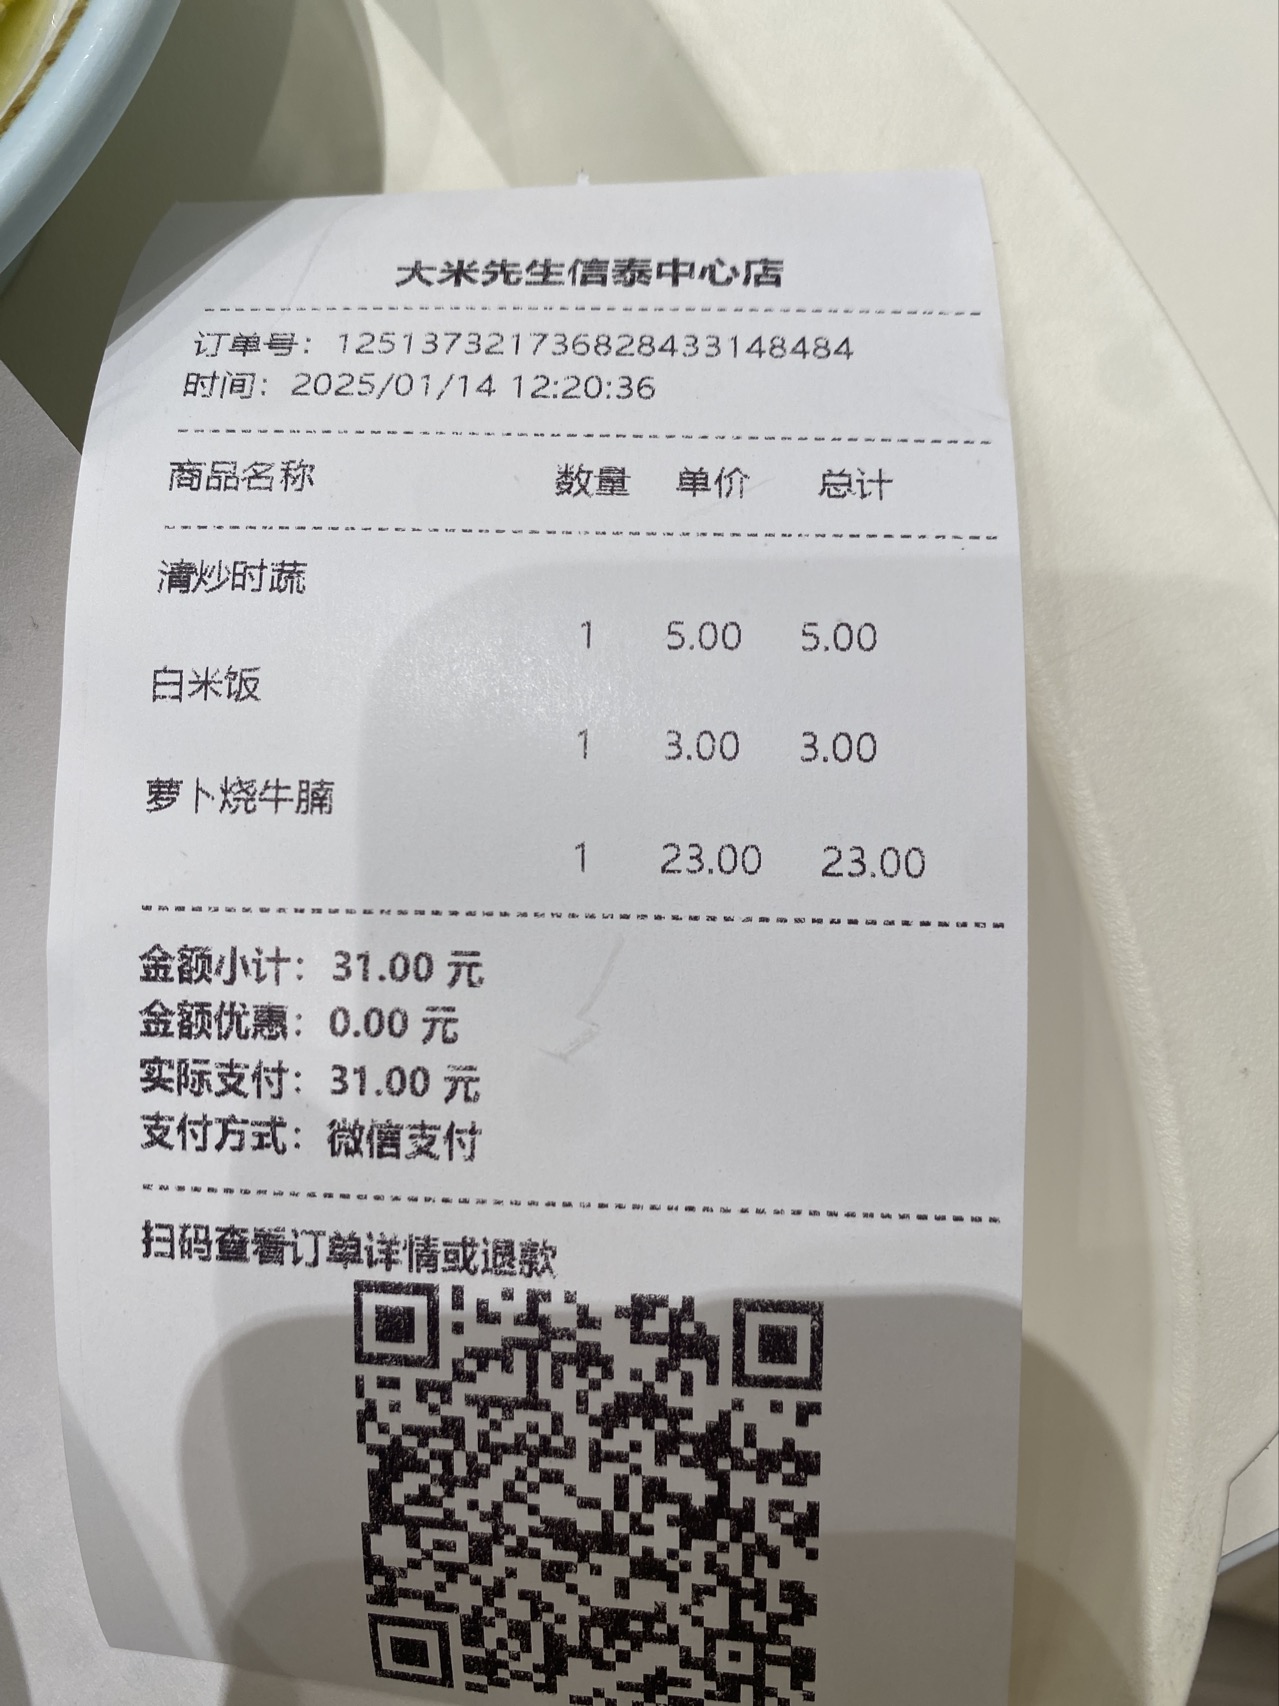 大米先生信泰中心店
订单号：1251373217368284331​48484
时间：2025/01/14 12:20:36
商品名称 数量 单价 总计
清炒时蔬
1 5.00 5.00
白米饭
1 3.00 3.00
萝卜烧牛腩
1 23.00 23.00
金额小计：31.00 元
金额优惠：0.00 元
实际支付：31.00 元
支付方式：微信支付
扫码查看订单详情或退款